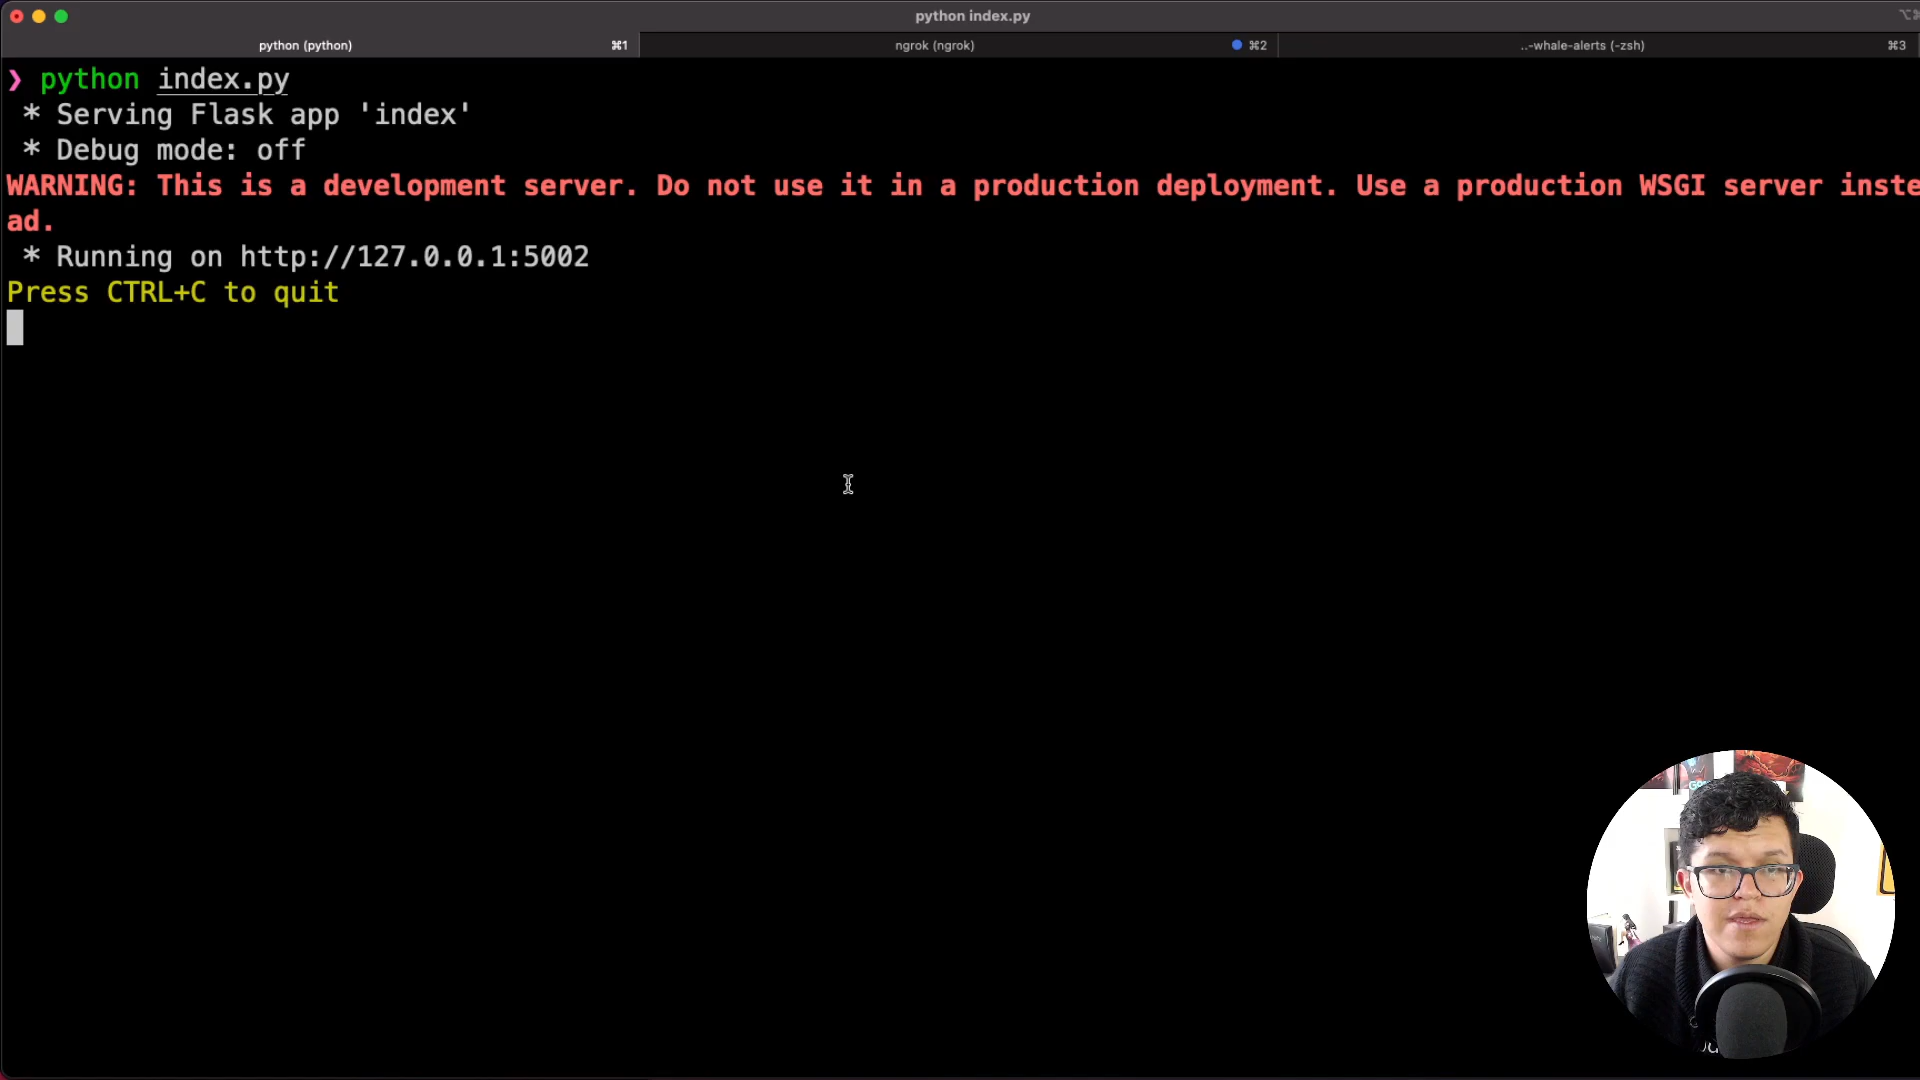 python index.py
python (python) ⌘1 ngrok (ngrok) ⌘2 ..-whale-alerts (-zsh) ⌘3
❯ python index.py
* Serving Flask app 'index'
* Debug mode: off
WARNING: This is a development server. Do not use it in a production deployment. Use a production WSGI server inste
ad.
* Running on http://127.0.0.1:5002
Press CTRL+C to quit